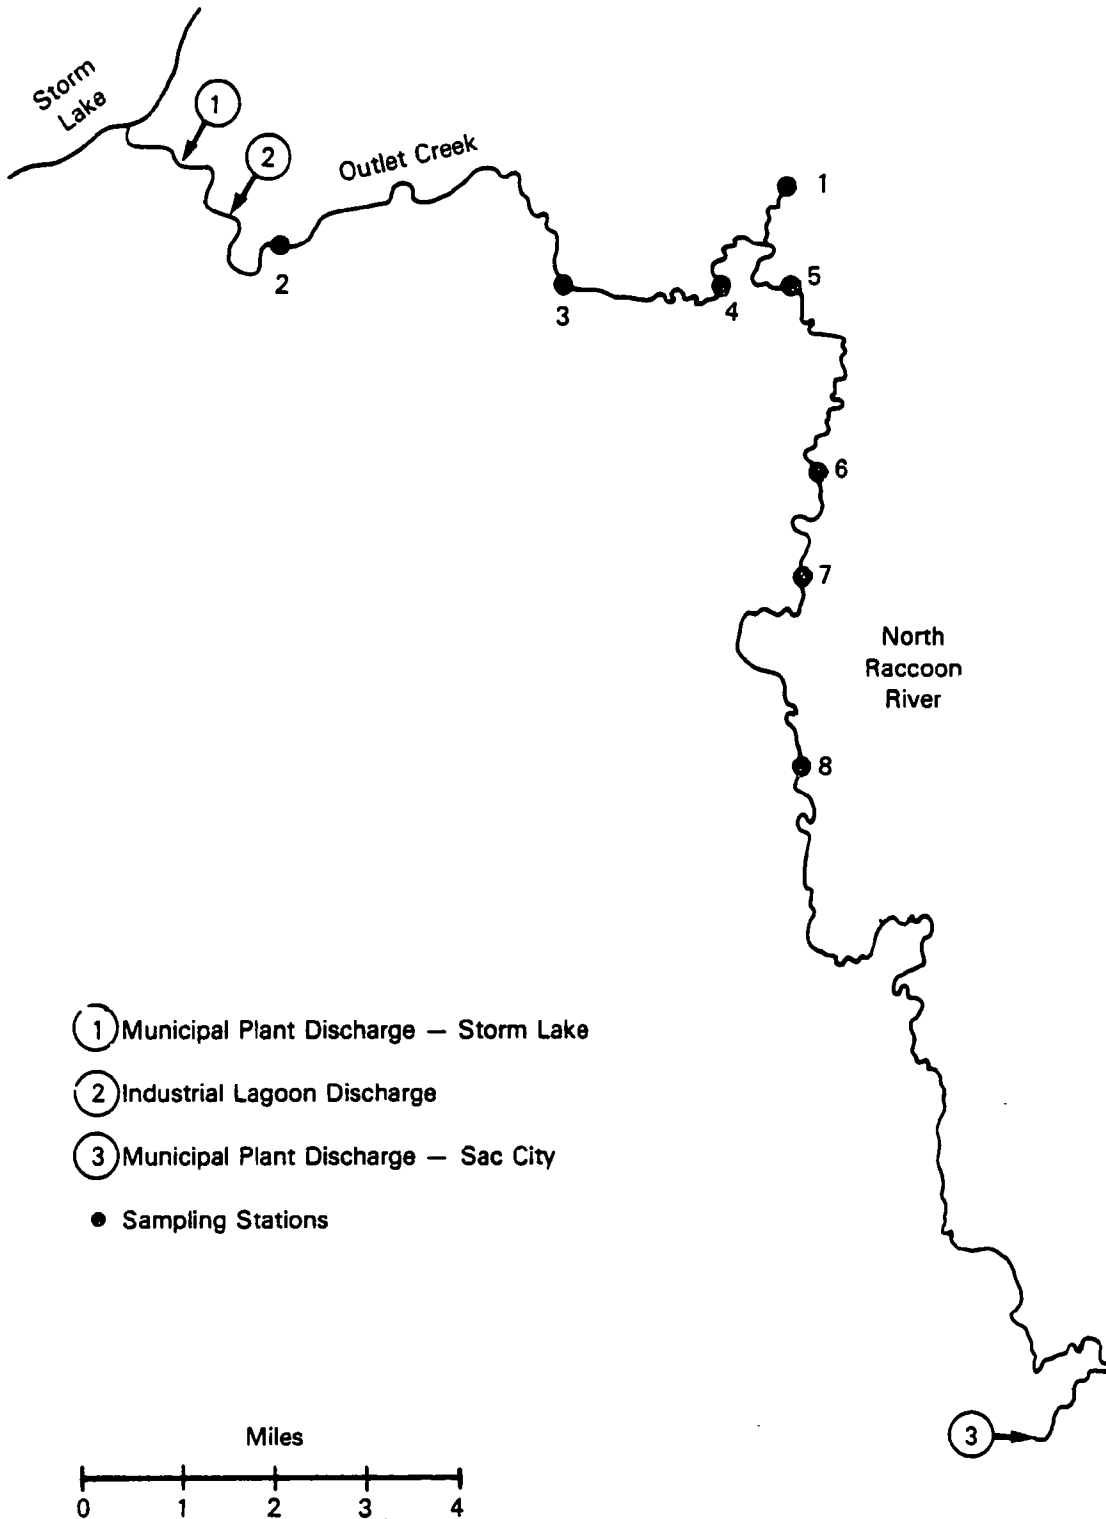 Storm
Lake
1
2
Outlet Creek
1
2
3
4
5
6
7
North
Raccoon
River
8
1 Municipal Plant Discharge — Storm Lake
2 Industrial Lagoon Discharge
3 Municipal Plant Discharge — Sac City
Sampling Stations
3
Miles
0 1 2 3 4